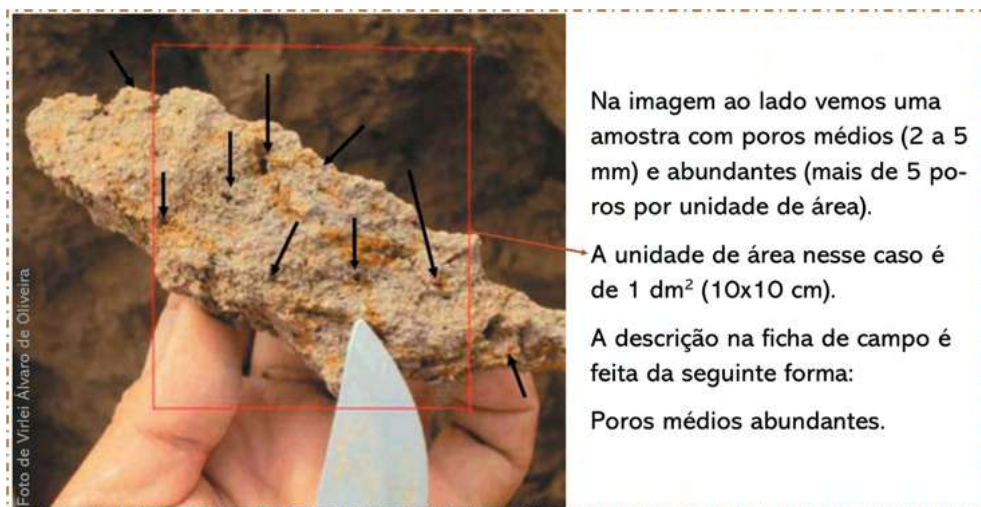 Na imagem ao lado vemos uma
amostra com poros médios (2 a 5
mm) e abundantes (mais de 5 po-
ros por unidade de área).
A unidade de área nesse caso é
de 1 dm² (10x10 cm).
A descrição na ficha de campo é
feita da seguinte forma:
Poros médios abundantes.
Foto de Virlei Álvaro de Oliveira